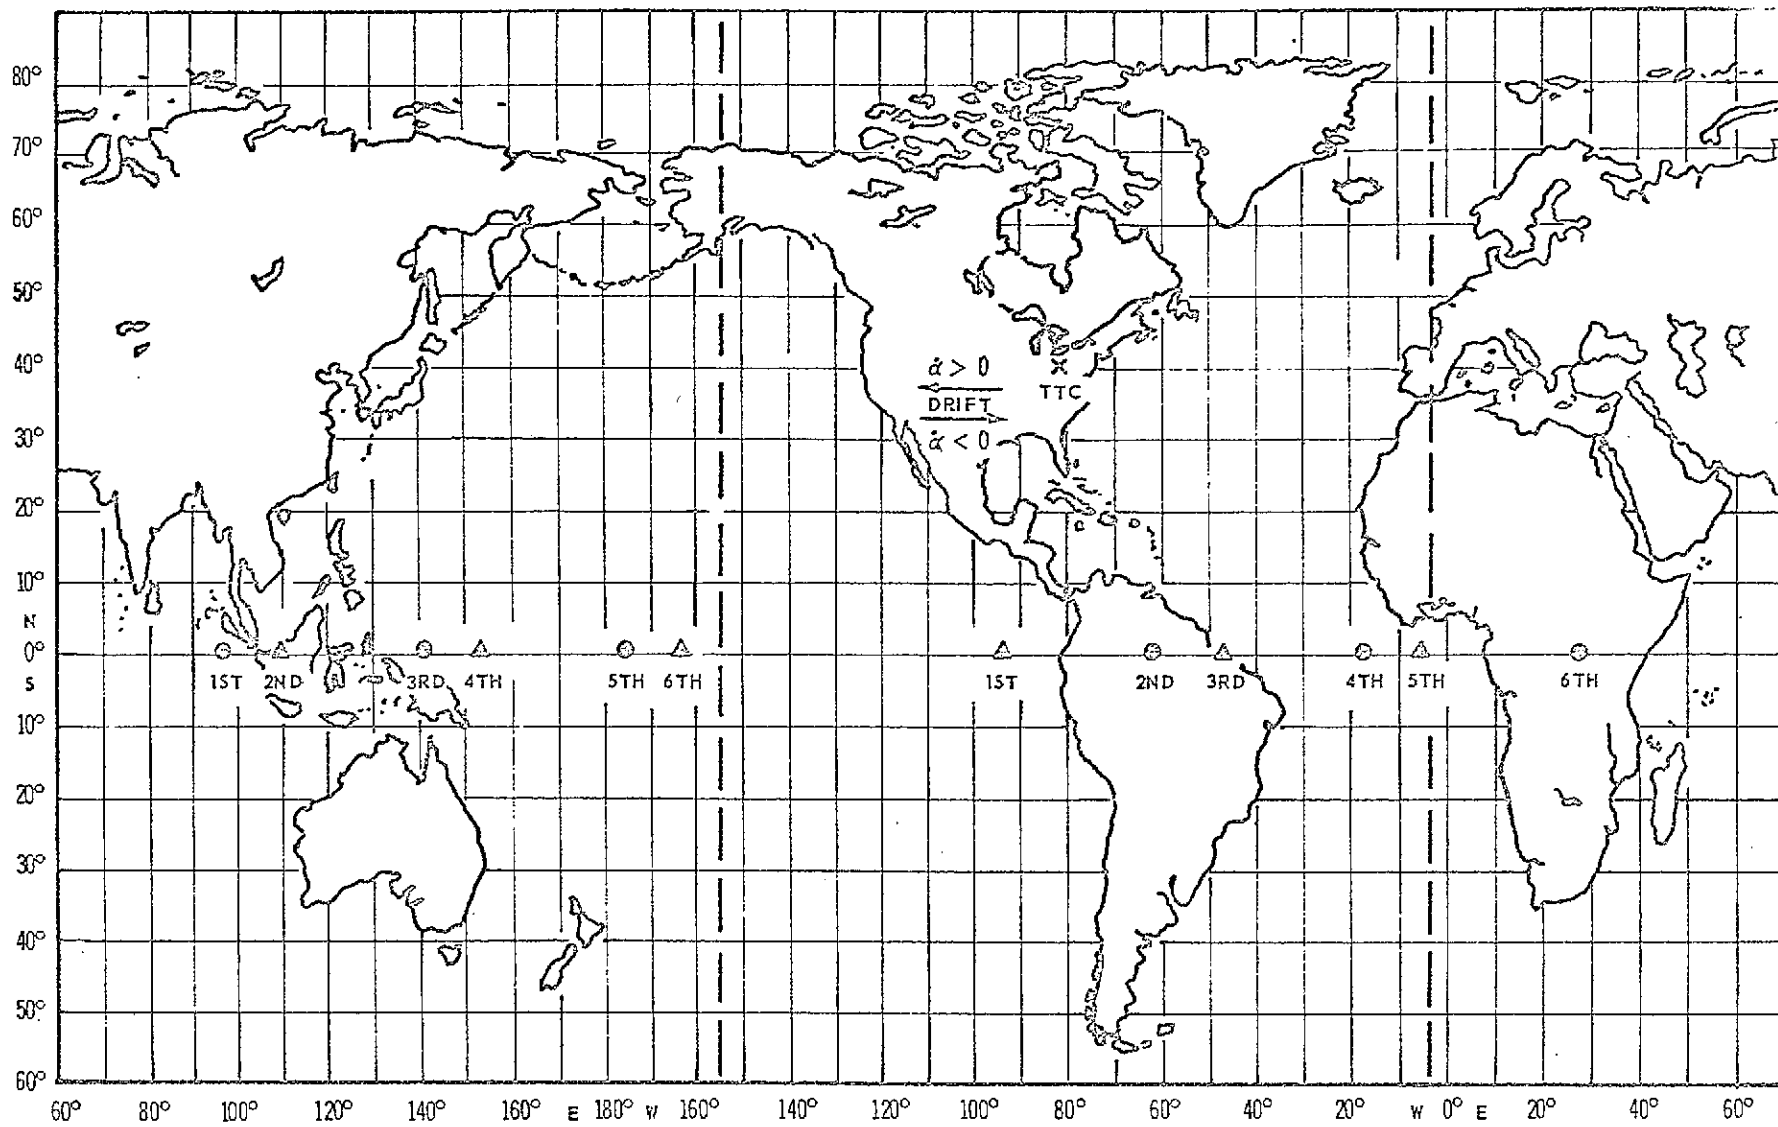 80°
70°
60°
50°
40°
30°
20°
10°
N
0°
S
10°
20°
30°
40°
50°
60°
α̇ > 0
DRIFT
α̇ < 0
TTC
1ST 2ND 3RD 4TH 5TH 6TH 1ST 2ND 3RD 4TH 5TH 6TH
60° 80° 100° 120° 140° 160° E 180° W 160° 140° 120° 100° 80° 60° 40° 20° W 0° E 20° 40° 60°